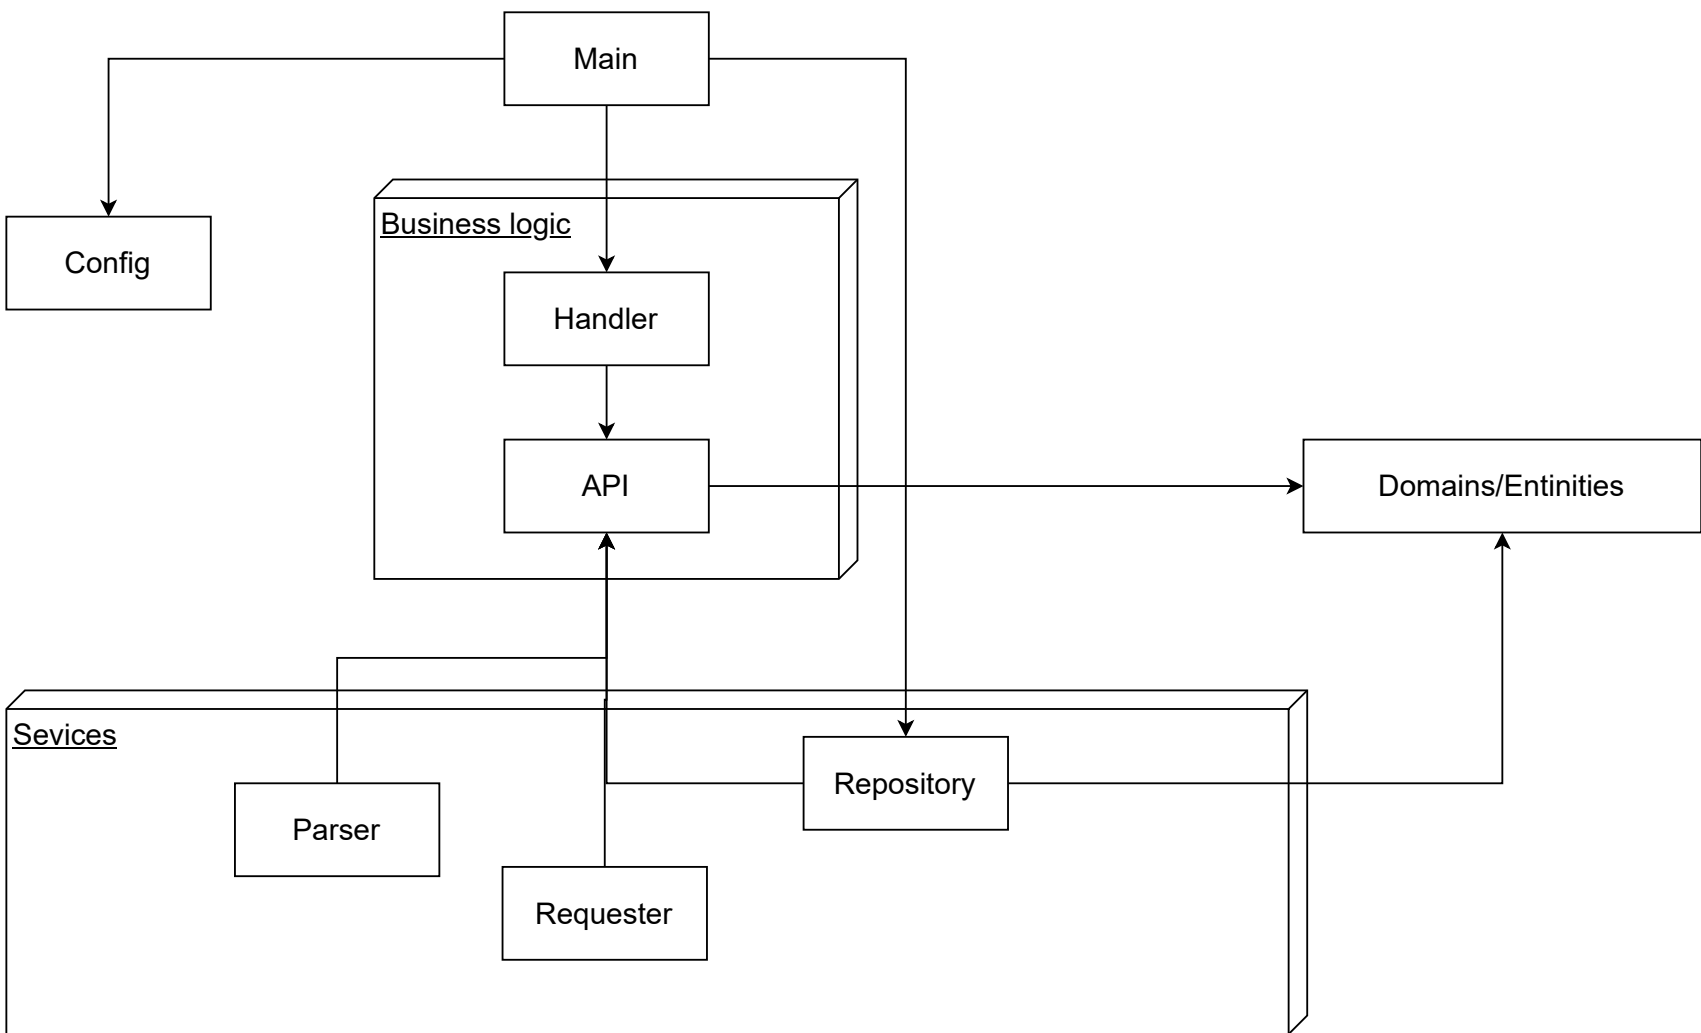 Main
Business logic
Config
Handler
API
Domains/Entinities
Sevices
Repository
Parser
Requester